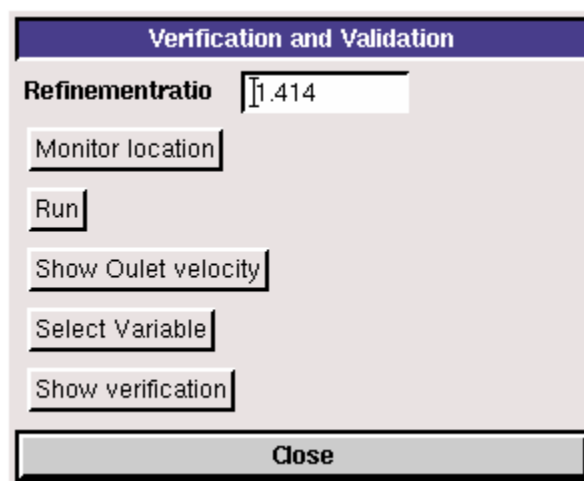 Verification and Validation
Refinementratio 1.414
Monitor location
Run
Show Oulet velocity
Select Variable
Show verification
Close